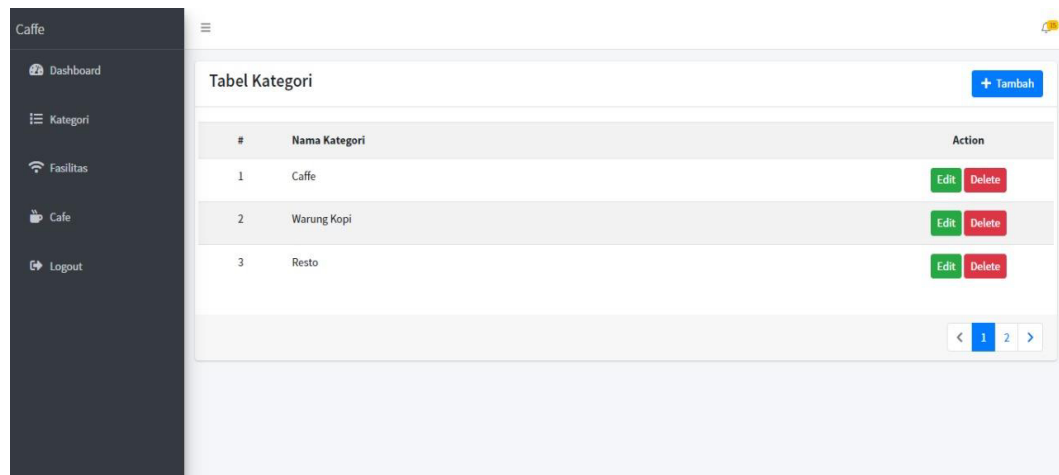 Caffe
15
Dashboard
Kategori
Fasilitas
Cafe
Logout
Tabel Kategori
+ Tambah
# Nama Kategori Action
1 Caffe Edit Delete
2 Warung Kopi Edit Delete
3 Resto Edit Delete
< 1 2 >